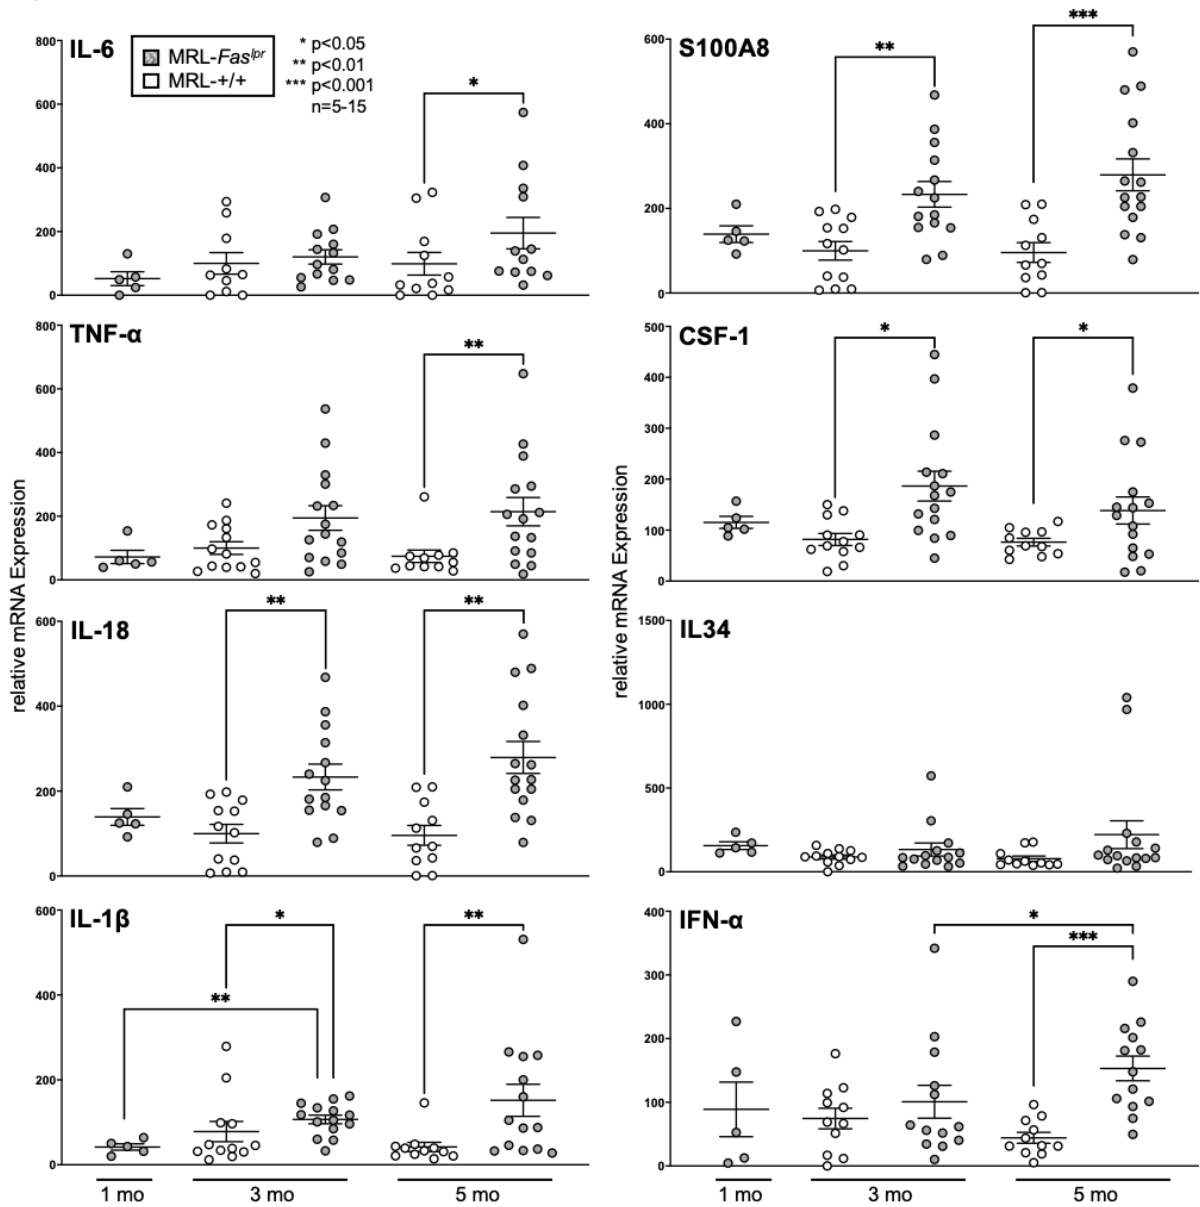 IL-6
MRL-Fas^lpr
MRL-+/+
* p<0.05
** p<0.01
*** p<0.001
n=5-15
800
600
400
200
0
*
S100A8
600
400
200
0
**
***
TNF-α
800
600
400
200
0
**
CSF-1
500
400
300
200
100
0
*
*
relative mRNA Expression
relative mRNA Expression
IL-18
600
400
200
0
**
**
IL34
1500
1000
500
0
IL-1β
600
400
200
0
*
**
**
IFN-α
400
300
200
100
0
*
***
1 mo 3 mo 5 mo
1 mo 3 mo 5 mo